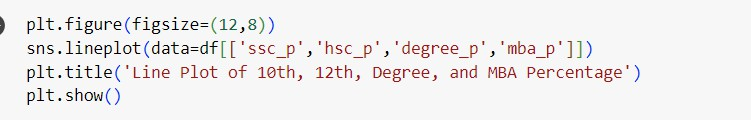 plt.figure(figsize=(12,8))
sns.lineplot(data=df[['ssc_p','hsc_p','degree_p','mba_p']])
plt.title('Line Plot of 10th, 12th, Degree, and MBA Percentage')
plt.show()